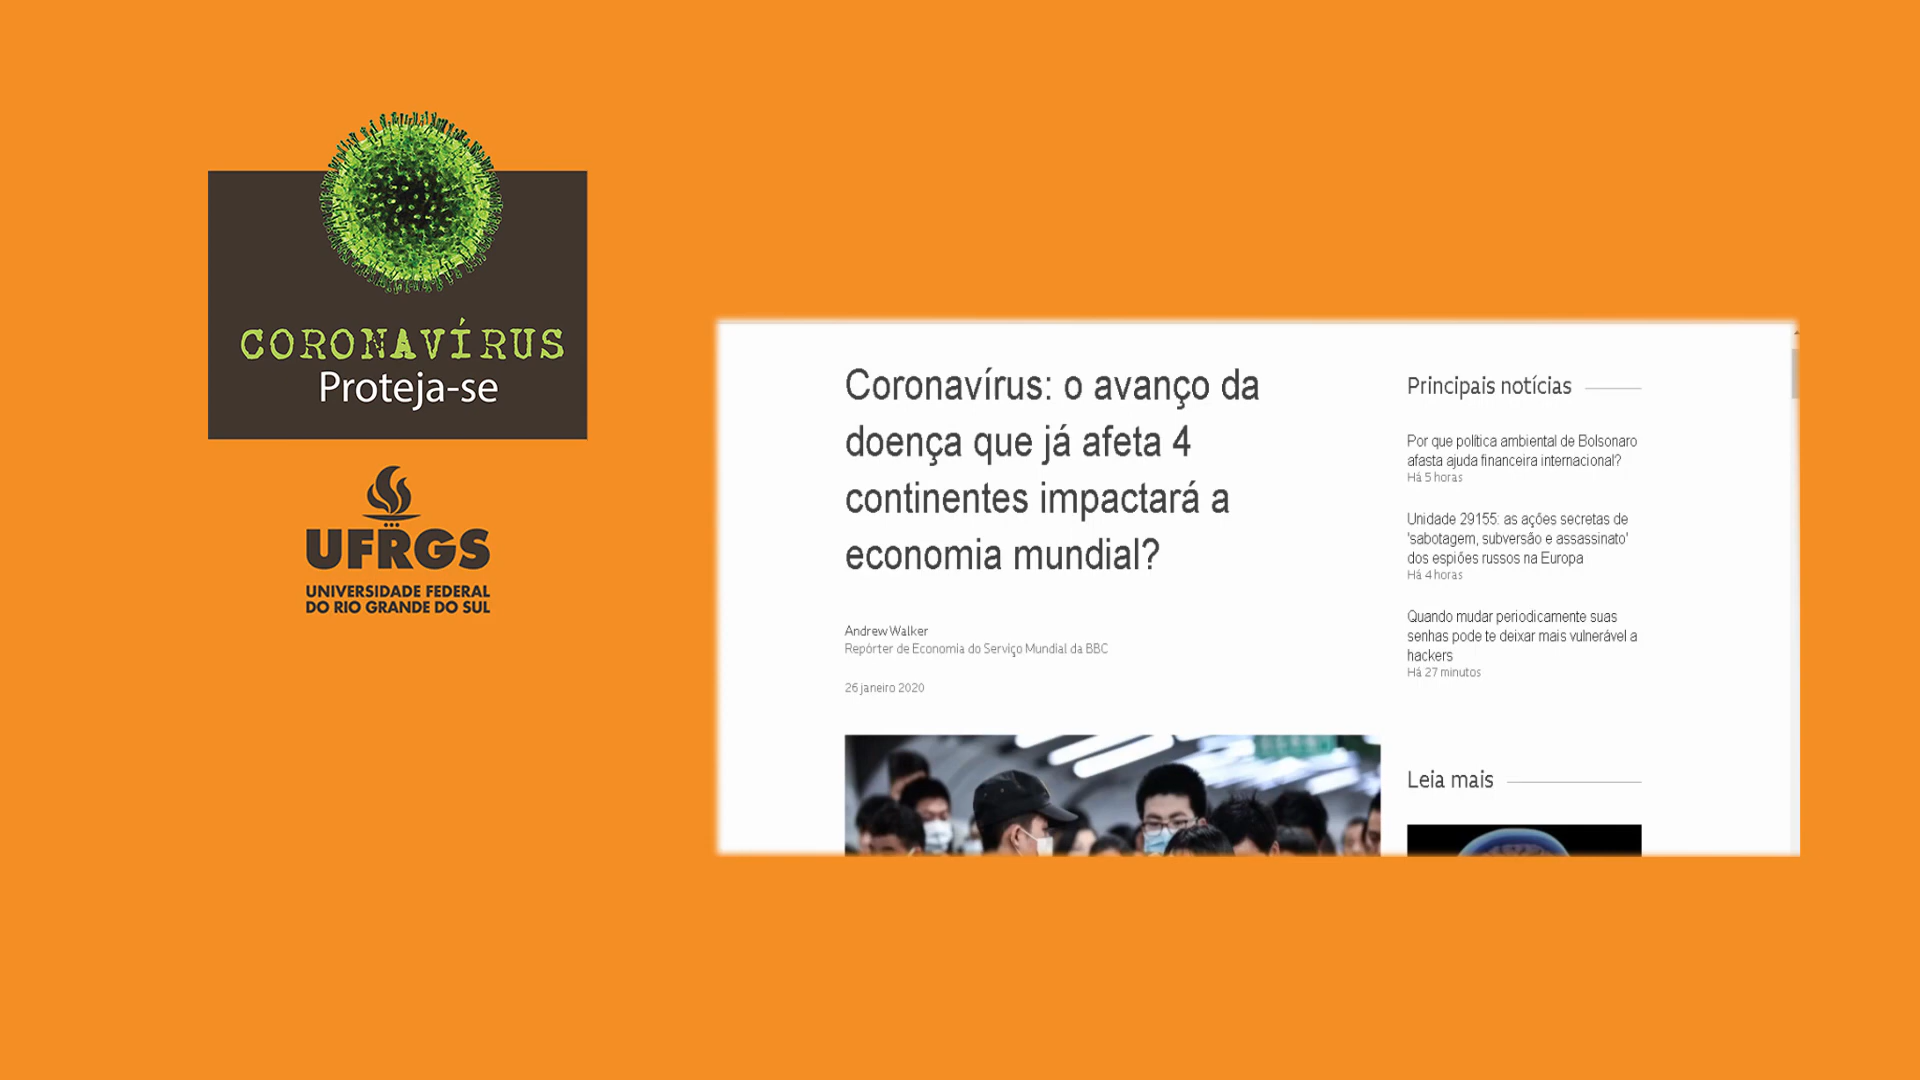 CORONAVÍRUS
Proteja-se
UFRGS
UNIVERSIDADE FEDERAL
DO RIO GRANDE DO SUL
Coronavírus: o avanço da
doença que já afeta 4
continentes impactará a
economia mundial?
Andrew Walker
Repórter de Economia do Serviço Mundial da BBC
26 janeiro 2020
Principais notícias
Por que política ambiental de Bolsonaro
afasta ajuda financeira internacional?
Há 5 horas
Unidade 29155: as ações secretas de
'sabotagem, subversão e assassinato'
dos espiões russos na Europa
Há 4 horas
Quando mudar periodicamente suas
senhas pode te deixar mais vulnerável a
hackers
Há 27 minutos
Leia mais